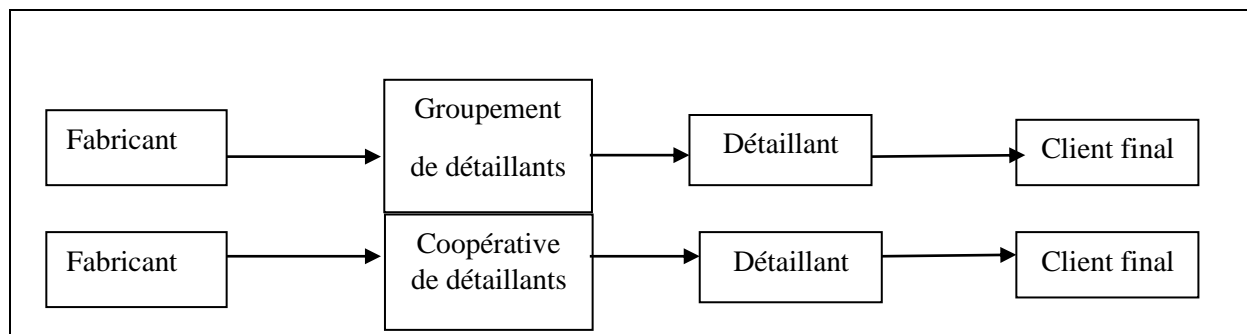 Fabricant
Groupement
de détaillants
Détaillant
Client final
Fabricant
Coopérative
de détaillants
Détaillant
Client final